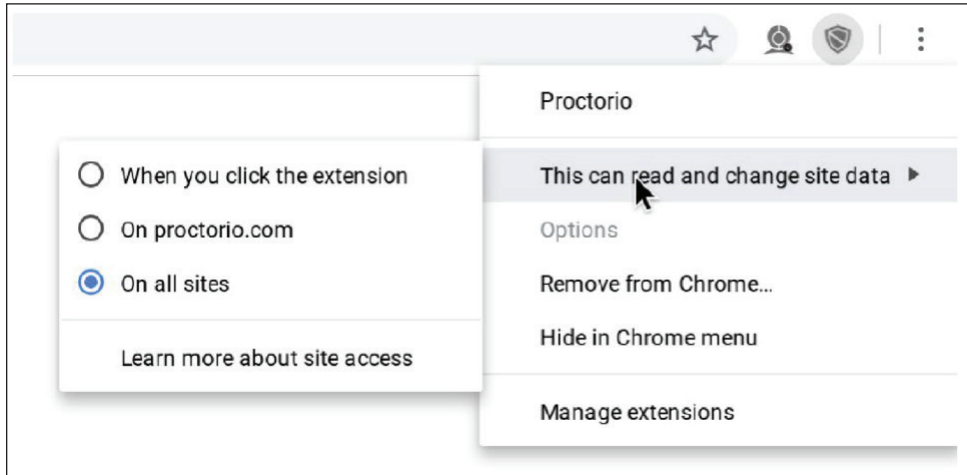 Proctorio
This can read and change site data
When you click the extension
On proctorio.com
On all sites
Learn more about site access
Options
Remove from Chrome...
Hide in Chrome menu
Manage extensions